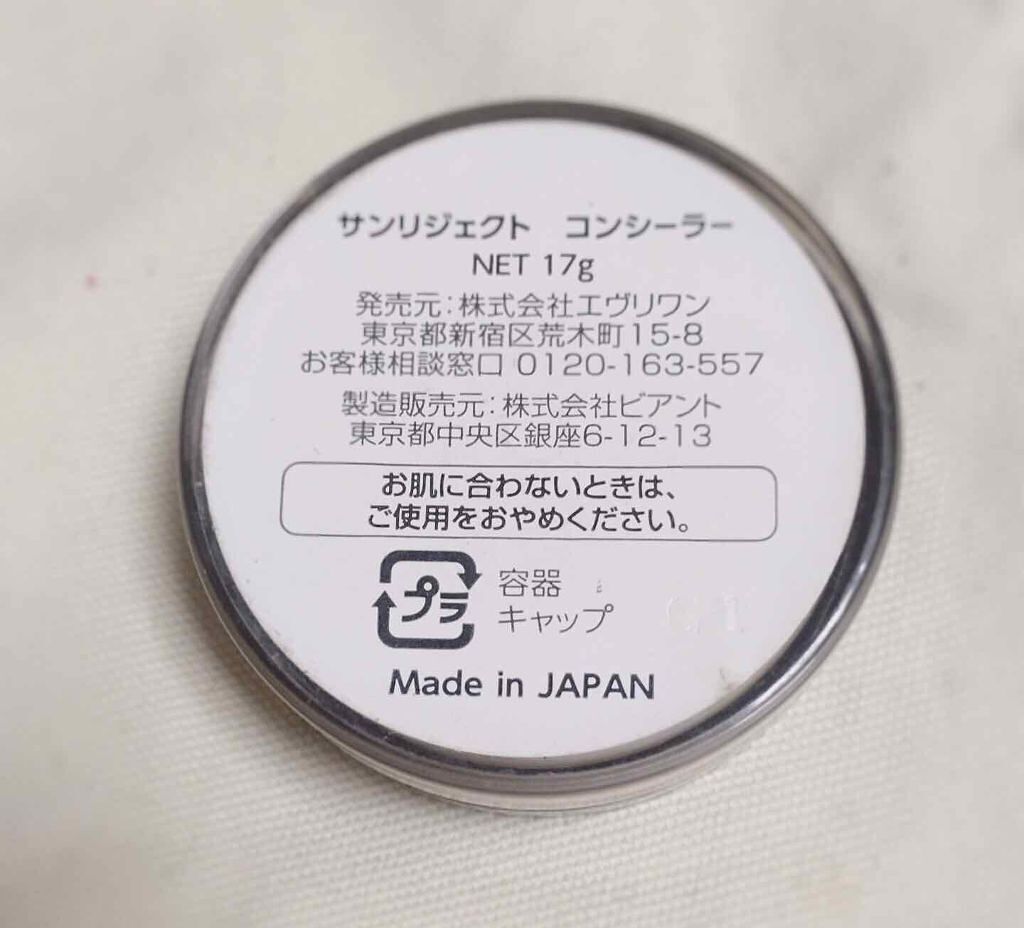 サンリジェクト　コンシーラー
NET 17g
発売元：株式会社エヴリワン
東京都新宿区荒木町15-8
お客様相談窓口 0120-163-557
製造販売元：株式会社ビアント
東京都中央区銀座6-12-13
お肌に合わないときは、
ご使用をおやめください。
プラ
容器
キャップ
Made in JAPAN